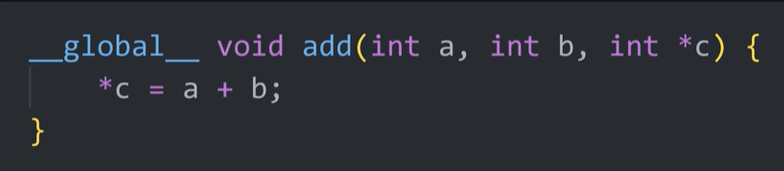 __global__ void add(int a, int b, int *c) {
    *c = a + b;
}